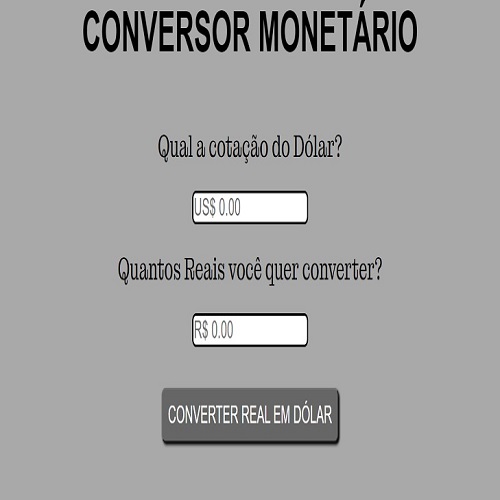 CONVERSOR MONETÁRIO
Qual a cotação do Dólar?
US$ 0.00
Quantos Reais você quer converter?
R$ 0.00
CONVERTER REAL EM DÓLAR